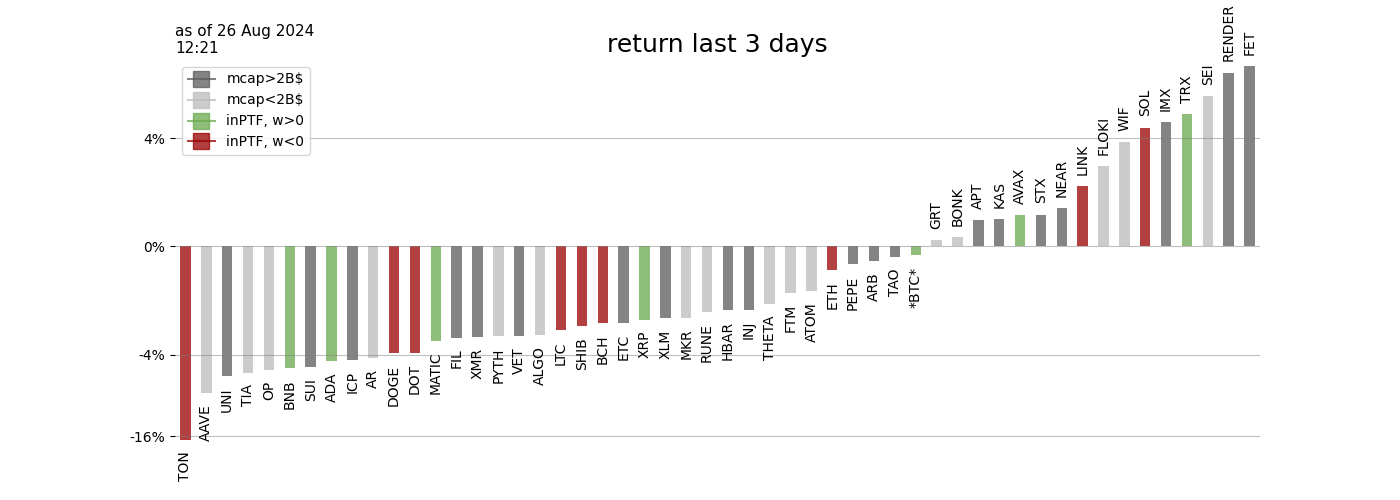 as of 26 Aug 2024
12:21
return last 3 days
mcap>2B$
mcap<2B$
inPTF, w>0
inPTF, w<0
4%
0%
-4%
-16%
TON
AAVE
UNI
TIA
OP
BNB
SUI
ADA
ICP
AR
DOGE
DOT
MATIC
FIL
XMR
PYTH
VET
ALGO
LTC
SHIB
BCH
ETC
XRP
XLM
MKR
RUNE
HBAR
INJ
THETA
FTM
ATOM
ETH
PEPE
ARB
TAO
*BTC*
GRT
BONK
APT
KAS
AVAX
STX
NEAR
LINK
FLOKI
WIF
SOL
IMX
TRX
SEI
RENDER
FET